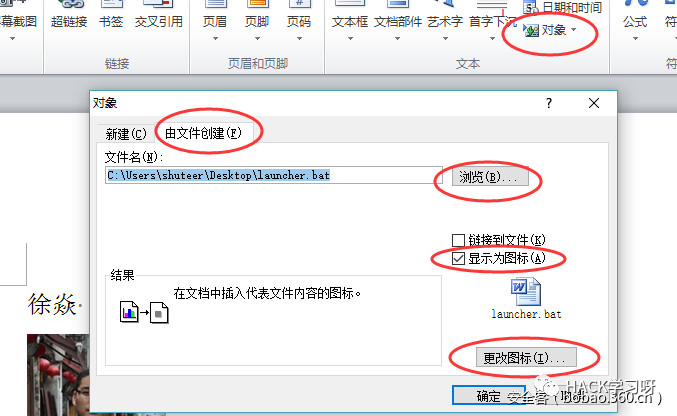 幕截图 超链接 书签 交叉引用 页眉 页脚 页码 文本框 文档部件 艺术字 首字下沉 日期和时间 公式 符
对象
链接 页眉和页脚 文本 符
对象
新建(C) 由文件创建(F)
文件名(N):
C:\Users\shuteer\Desktop\launcher.bat 浏览(B)...
链接到文件(K)
显示为图标(A)
结果
在文档中插入代表文件内容的图标。
launcher.bat
徐焱
更改图标(I)...
确定
HACK学习呀
安全客(bobao.360.cn)